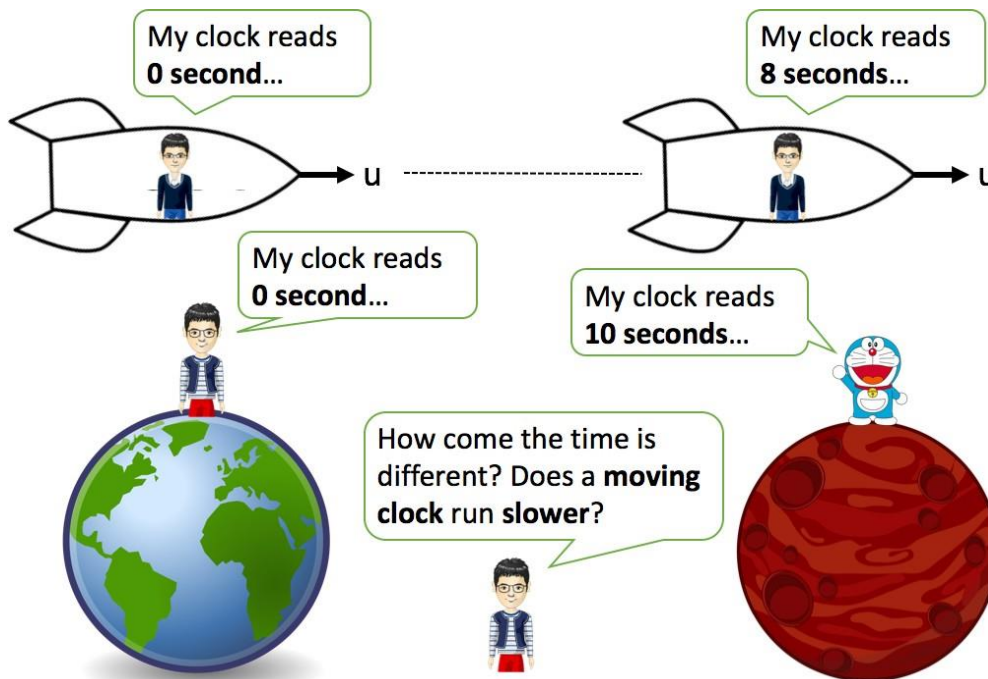 My clock reads
0 second...
My clock reads
8 seconds...
u
u
My clock reads
0 second...
My clock reads
10 seconds...
How come the time is
different? Does a moving
clock run slower?